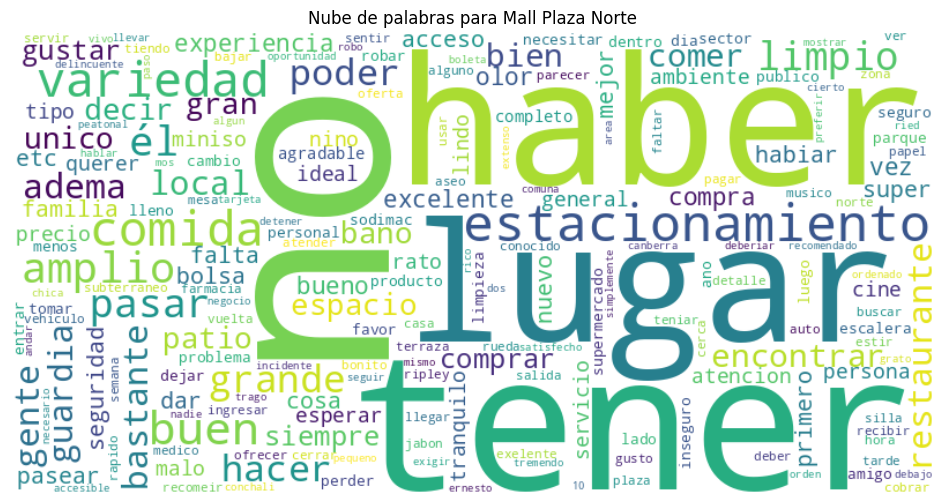 Nube de palabras para Mall Plaza Norte
servir
llevar
vivo
tiendo
gustar
delincuente
paso
bajar
experiencia
oportunidad
robo
sentir
robar
acceso
alguno
bien
necesitar
parecer
dentro
dia
sector
comer
limpio
mostrar
ver
zona
variedad
poder
boleta
olor
mejor
ambiente
publico
cierto
tipo
decir
gran
oferta
haber
peatonal
algun
no
completo
faltar
seguro
unico
él
miniso
nino
usar
lindo
area
preferir
parque
ried
hablar
mos
agradable
habiar
papel
etc
querer
cambio
ideal
aseo
pagar
vez
adema
local
mesa
tarjeta
excelente
general
comuna
compra
musico
super
familia
lleno
detener
sodimac
extenso
norte
precio
comida
personal
bano
estacionamiento
menos
falta
atender
conocido
canberra
deberiar
recomendado
amplio
bolsa
rato
rico
limpieza
nuevo
ano
detalle
luego
ordenado
chica
subterraneo
farmacia
bueno
producto
dos
lugar
cine
tomar
negocio
espacio
supermercado
simplemente
teniar
buscar
entrar
andar
vehiculo
pasar
vuelta
favor
casa
terraza
rueda
satisfecho
cerca
auto
escalera
restaurante
patio
problema
incidente
bonito
mismo
ripley
comprar
encontrar
estir
grato
gente
necesario
guardia
seguridad
semana
bastante
dejar
grande
seguir
tener
salida
servicio
atencion
persona
dar
trago
cosa
esperar
llegar
tranquilo
primero
silla
recibir
nadie
ingresar
buen
siempre
jabon
gusto
lado
inseguro
hora
rapido
medico
ofrecer
cerrar
pequeno
exigir
exelente
deber
tarde
pasear
malo
hacer
perder
tremendo
plaza
orden
amigo
debajo
accesible
recomeir
conchali
ernesto
10
cobrar